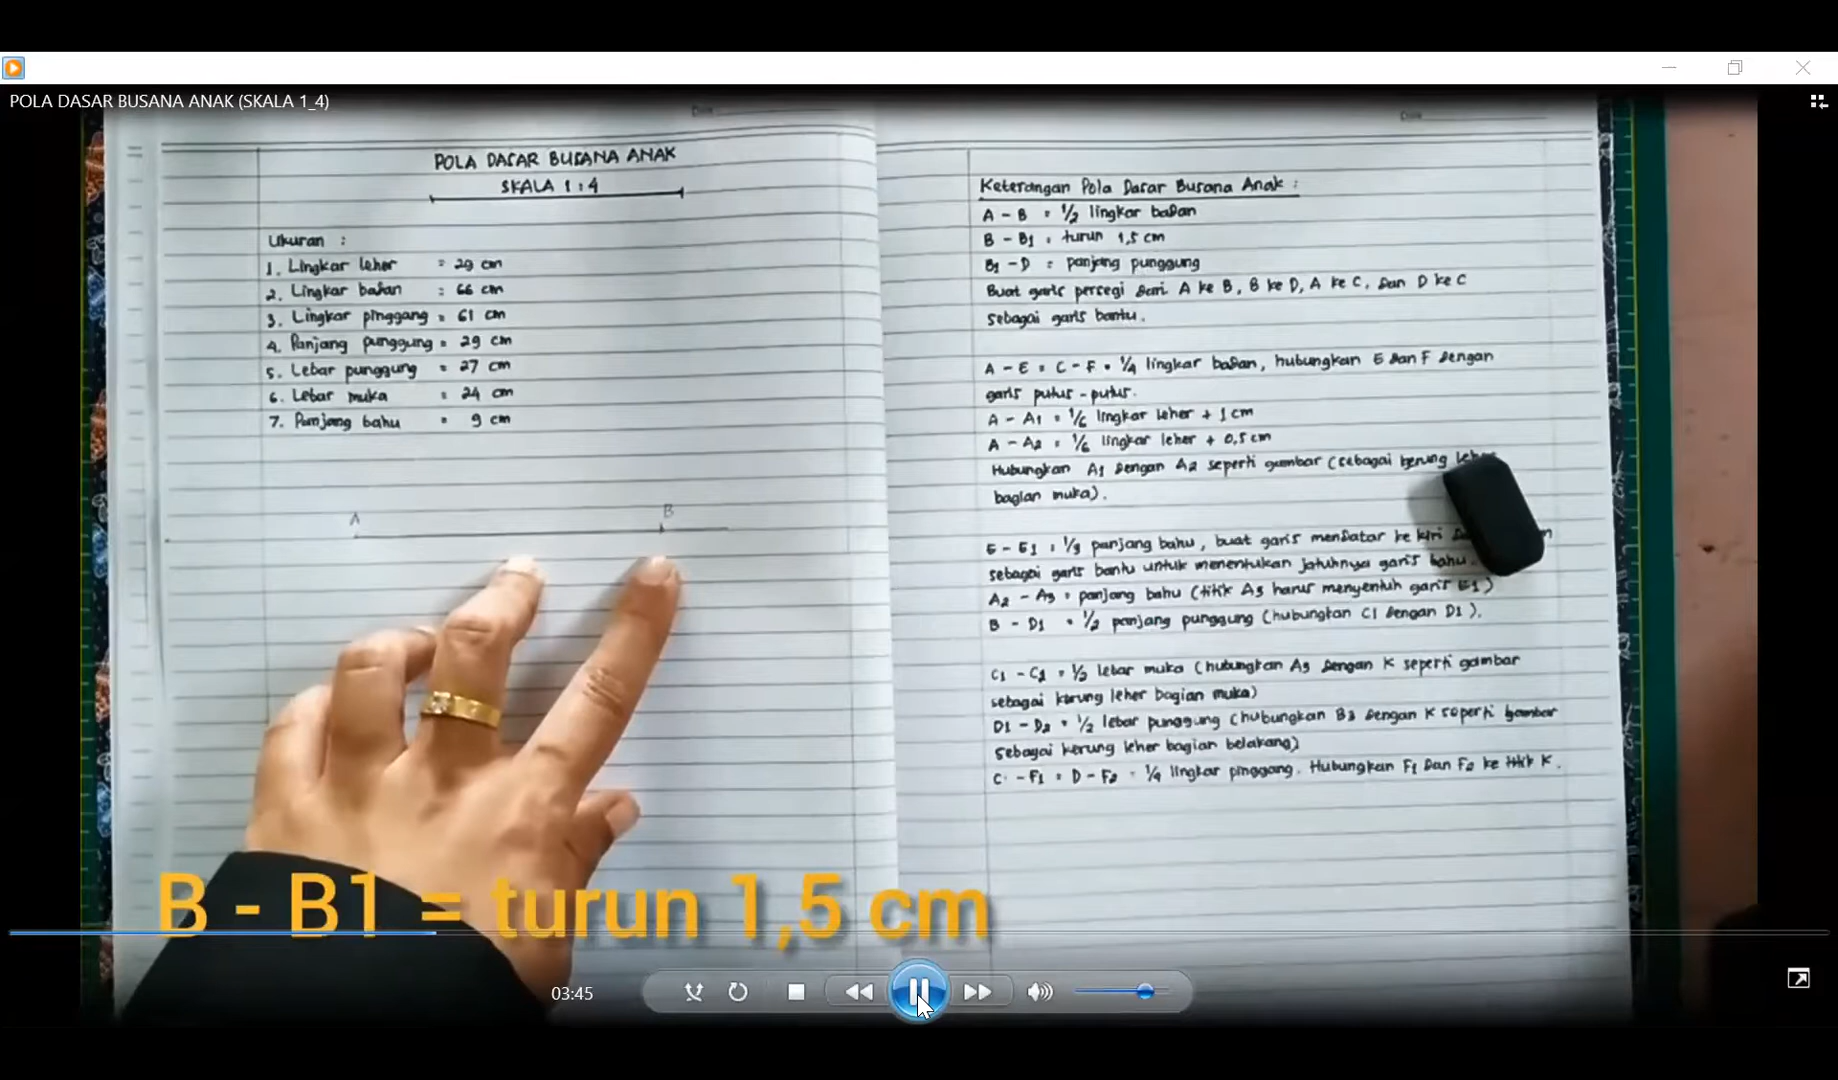 POLA DASAR BUSANA ANAK (SKALA 1_4)
POLA DASAR BUSANA ANAK
SKALA 1 : 4
Ukuran :
1. Lingkar leher = 29 cm
2. Lingkar badan = 66 cm
3. Lingkar pinggang = 61 cm
4. Panjang punggung = 29 cm
5. Lebar punggung = 27 cm
6. Lebar muka = 24 cm
7. Panjang bahu = 9 cm
A B
Keterangan Pola Dasar Busana Anak :
A - B = 1/2 lingkar badan
B - B1 = turun 1,5 cm
B1 - D = panjang punggung
Buat garis persegi dari A ke B, B ke D, A ke C, dan D ke C
sebagai garis bantu.
A - E = C - F = 1/4 lingkar badan, hubungkan E dan F dengan
garis putus - putus.
A - A1 = 1/6 lingkar leher + 1 cm
A - A2 = 1/6 lingkar leher + 0,5 cm
Hubungkan A1 dengan A2 seperti gambar (sebagai kerung leher
bagian muka).
E - E1 = 1/3 panjang bahu, buat garis mendatar ke kiri
sebagai garis bantu untuk menentukan jatuhnya garis bahu.
A2 - A3 = panjang bahu (titik A3 harus menyentuh garis E1)
B - D1 = 1/2 panjang punggung (hubungkan C1 dengan D1).
C1 - C2 = 1/2 lebar muka (hubungkan A3 dengan K seperti gambar
sebagai kerung leher bagian muka)
D1 - D2 = 1/2 lebar punggung (hubungkan B3 dengan K seperti gambar
sebagai kerung leher bagian belakang)
C - F1 = D - F2 = 1/4 lingkar pinggang. Hubungkan F1 dan F2 ke titik K.
B - B1 = turun 1,5 cm
03:45